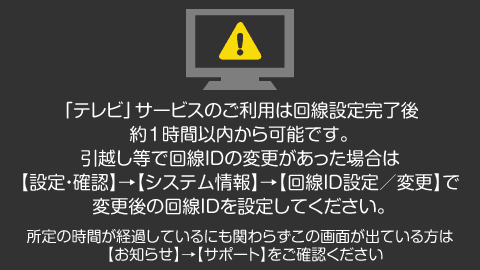 「テレビ」サービスのご利用は回線設定完了後
約1時間以内から可能です。
引越し等で回線IDの変更があった場合は
【設定・確認】→【システム情報】→【回線ID設定／変更】で
変更後の回線IDを設定してください。
所定の時間が経過しているにも関わらずこの画面が出ている方は
【お知らせ】→【サポート】をご確認ください